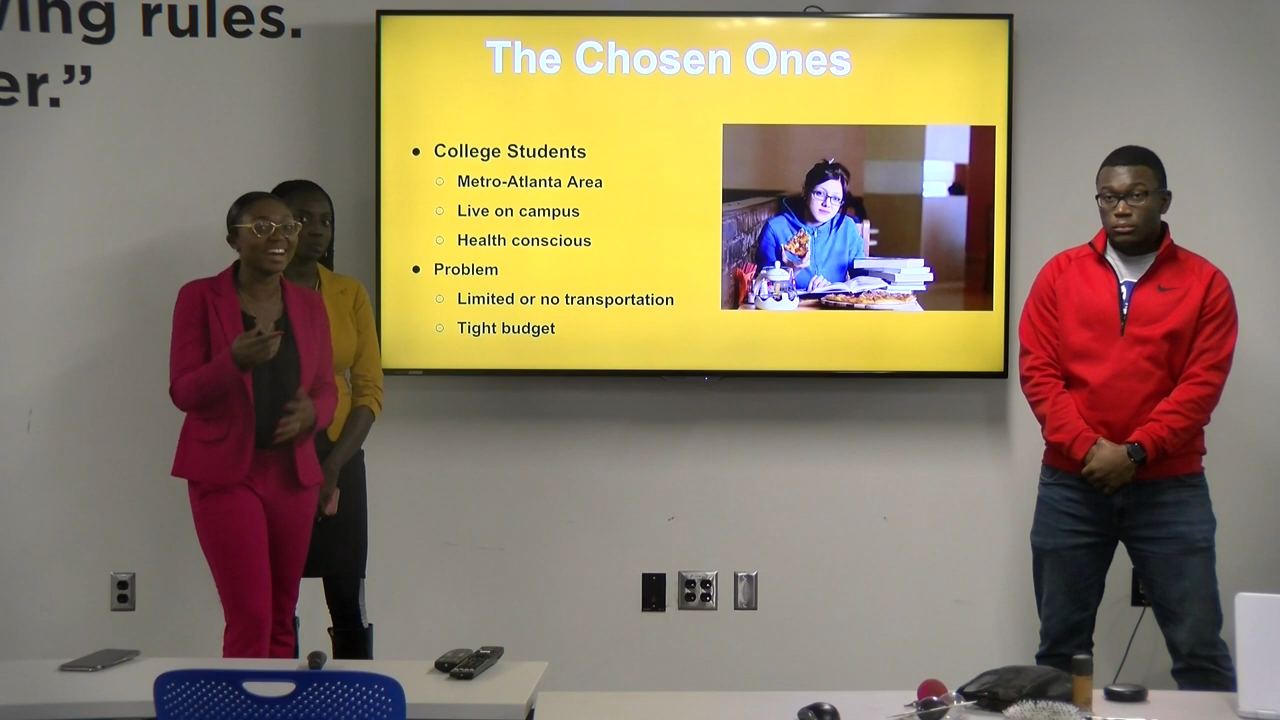 ving rules.
er.”
The Chosen Ones
● College Students
○ Metro-Atlanta Area
○ Live on campus
○ Health conscious
● Problem
○ Limited or no transportation
○ Tight budget